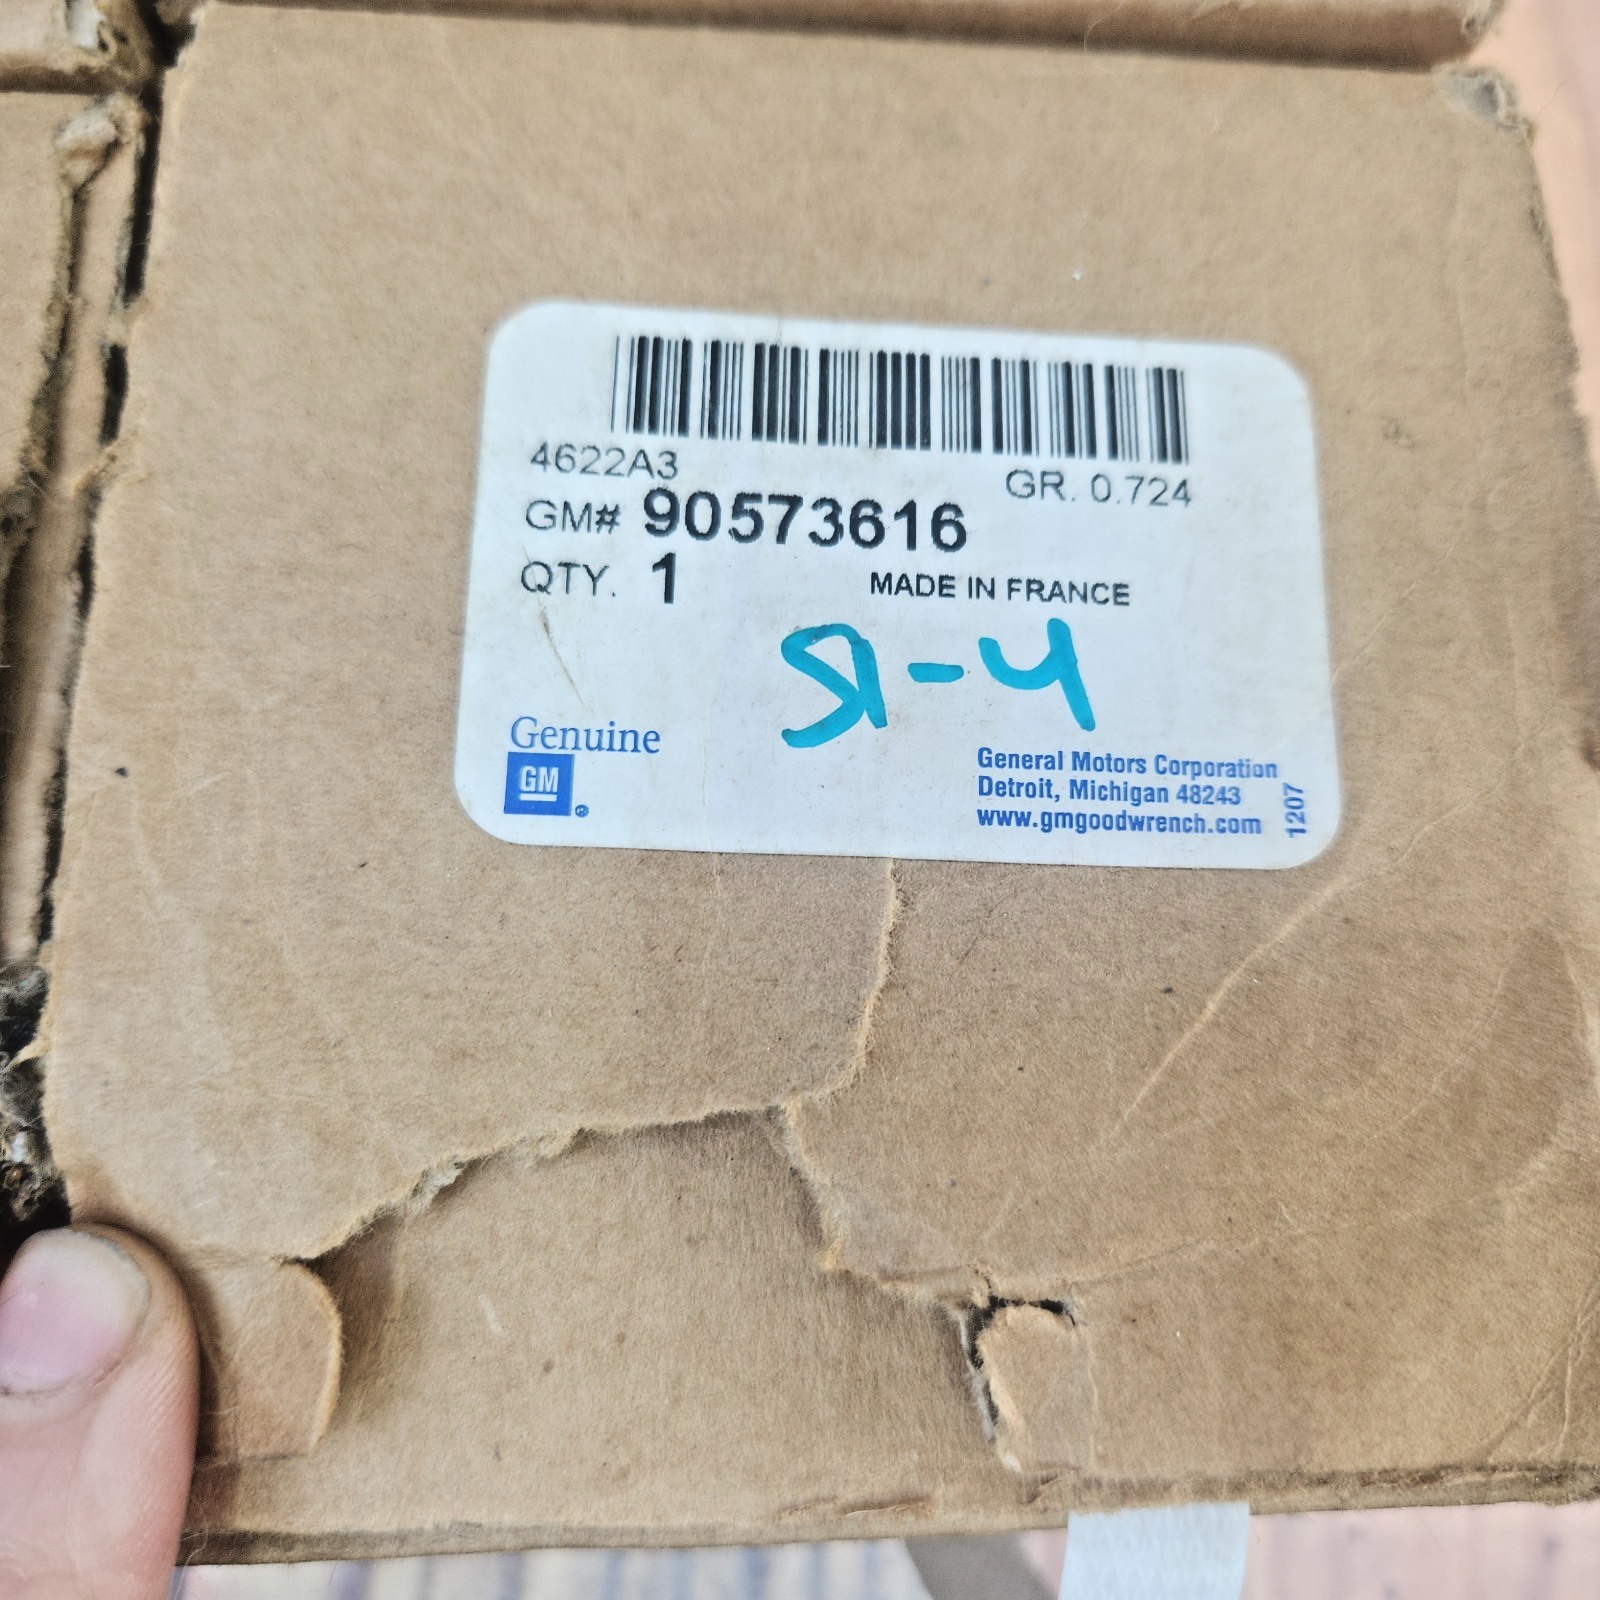 4622A3
GR. 0.724
GM# 90573616
QTY. 1
MADE IN FRANCE
Genuine
GM
General Motors Corporation
Detroit, Michigan 48243
www.gmgoodwrench.com
1207